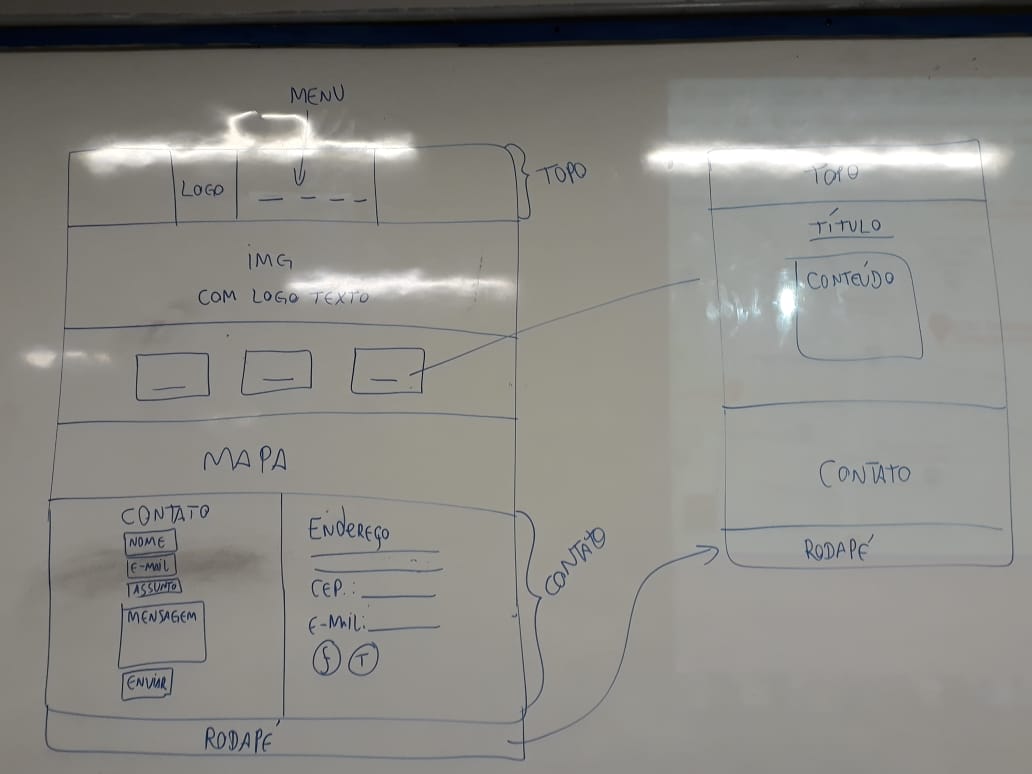 MENU
LOGO
TOPO
IMG
COM LOGO TEXTO
MAPA
CONTATO
NOME
E-MAIL
ASSUNTO
MENSAGEM
ENVIAR
ENDEREÇO
CEP.:
E-MAIL:
f T
CONTATO
RODAPÉ
TOPO
TÍTULO
CONTEÚDO
CONTATO
RODAPÉ